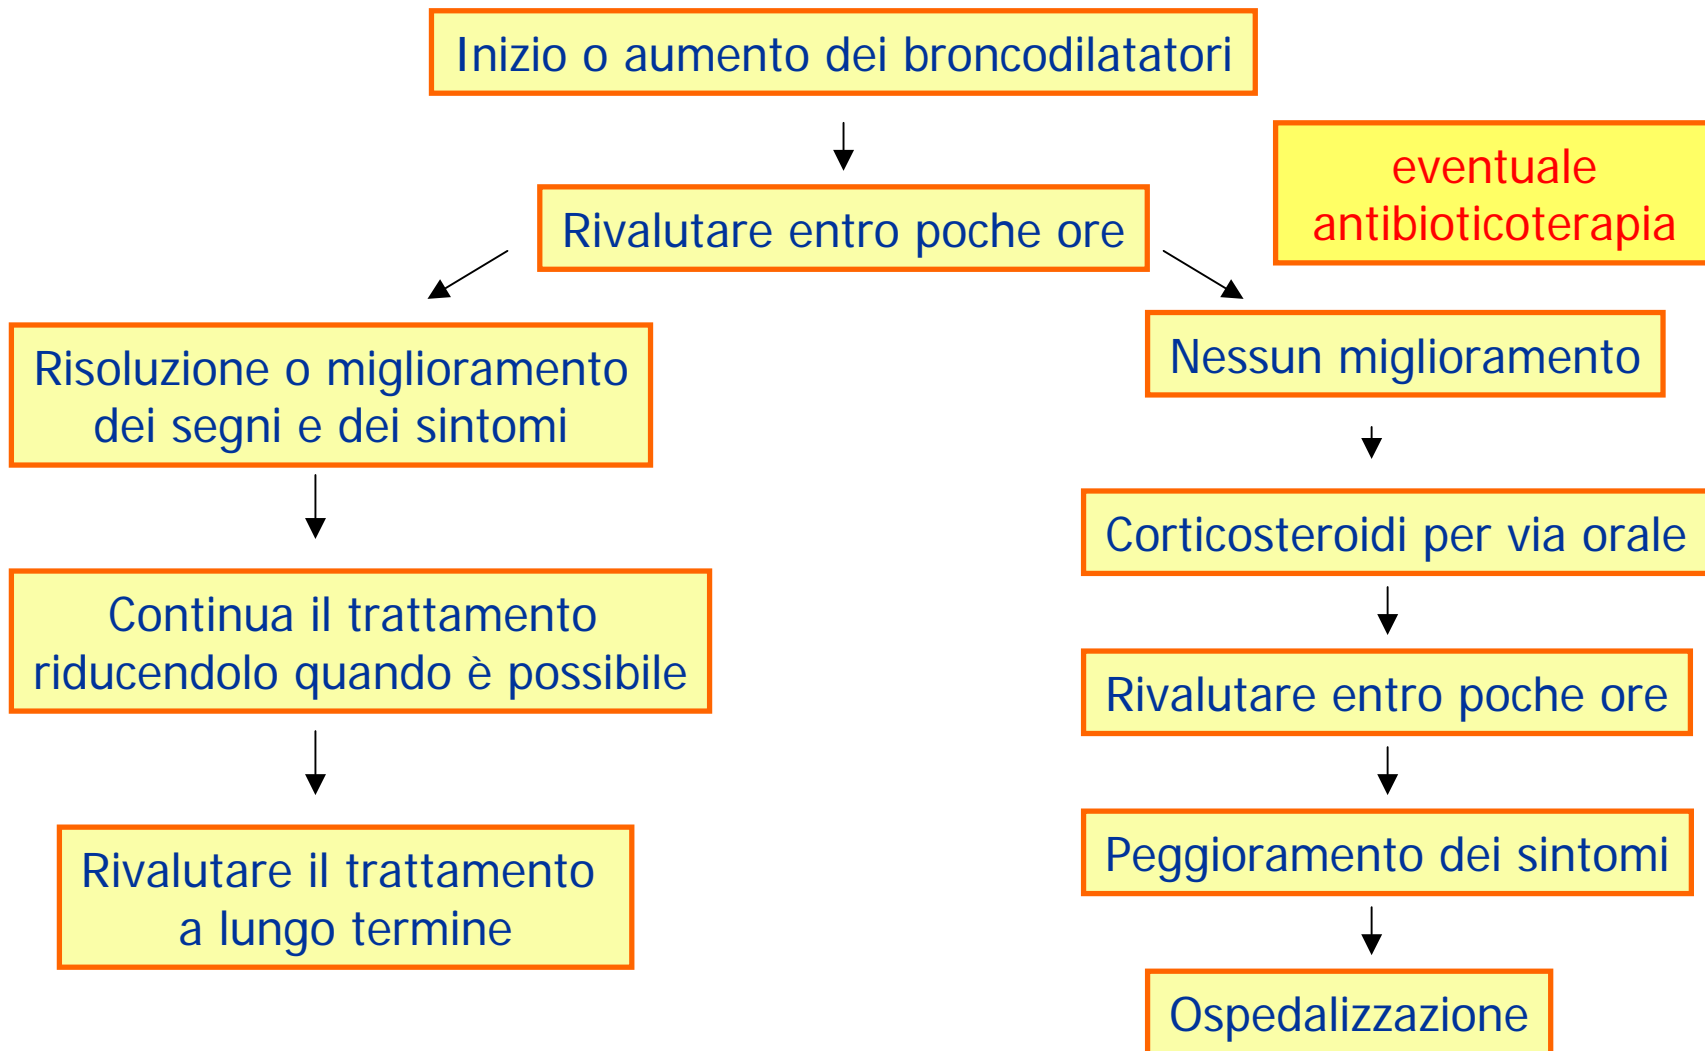 Inizio o aumento dei broncodilatatori
eventuale
antibioticoterapia
Rivalutare entro poche ore
Risoluzione o miglioramento
dei segni e dei sintomi
Nessun miglioramento
Corticosteroidi per via orale
Continua il trattamento
riducendolo quando è possibile
Rivalutare entro poche ore
Peggioramento dei sintomi
Rivalutare il trattamento
a lungo termine
Ospedalizzazione